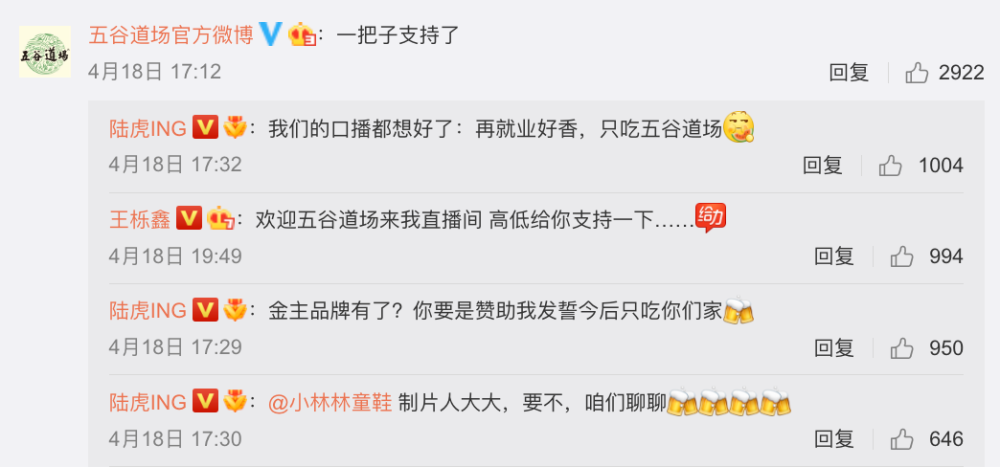 五谷道场
五谷道场官方微博：一把子支持了
4月18日 17:12
回复 2922
陆虎ING V：我们的口播都想好了：再就业好香，只吃五谷道场
4月18日 17:32
回复 1004
王栎鑫 V 7：欢迎五谷道场来我直播间 高低给你支持一下……给力
4月18日 19:49
回复 994
陆虎ING V：金主品牌有了？你要是赞助我发誓今后只吃你们家
4月18日 17:29
回复 950
陆虎ING V：@小林林童鞋 制片人大大，要不，咱们聊聊
4月18日 17:30
回复 646